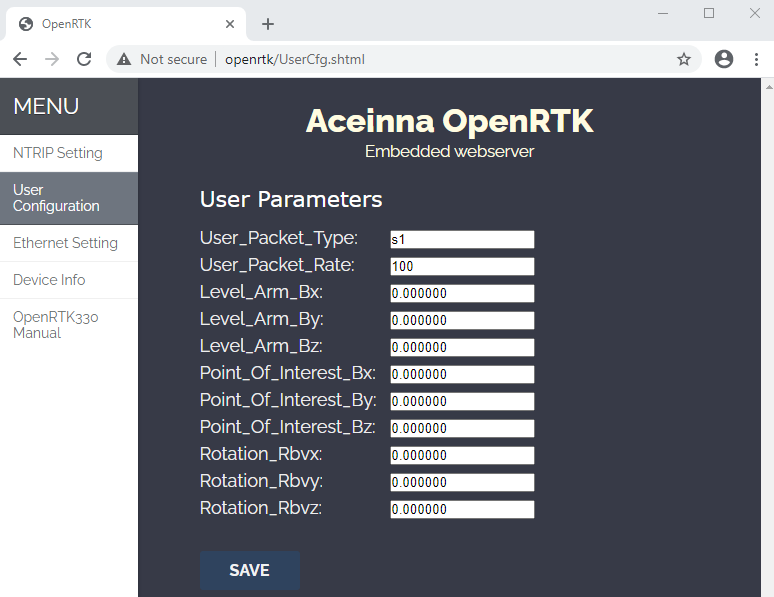 OpenRTK
Not secure
openrtk/UserCfg.shtml
MENU
NTRIP Setting
User
Configuration
Ethernet Setting
Device Info
OpenRTK330
Manual
Aceinna OpenRTK
Embedded webserver
User Parameters
User_Packet_Type: s1
User_Packet_Rate: 100
Level_Arm_Bx: 0.000000
Level_Arm_By: 0.000000
Level_Arm_Bz: 0.000000
Point_Of_Interest_Bx: 0.000000
Point_Of_Interest_By: 0.000000
Point_Of_Interest_Bz: 0.000000
Rotation_Rbvx: 0.000000
Rotation_Rbvy: 0.000000
Rotation_Rbvz: 0.000000
SAVE